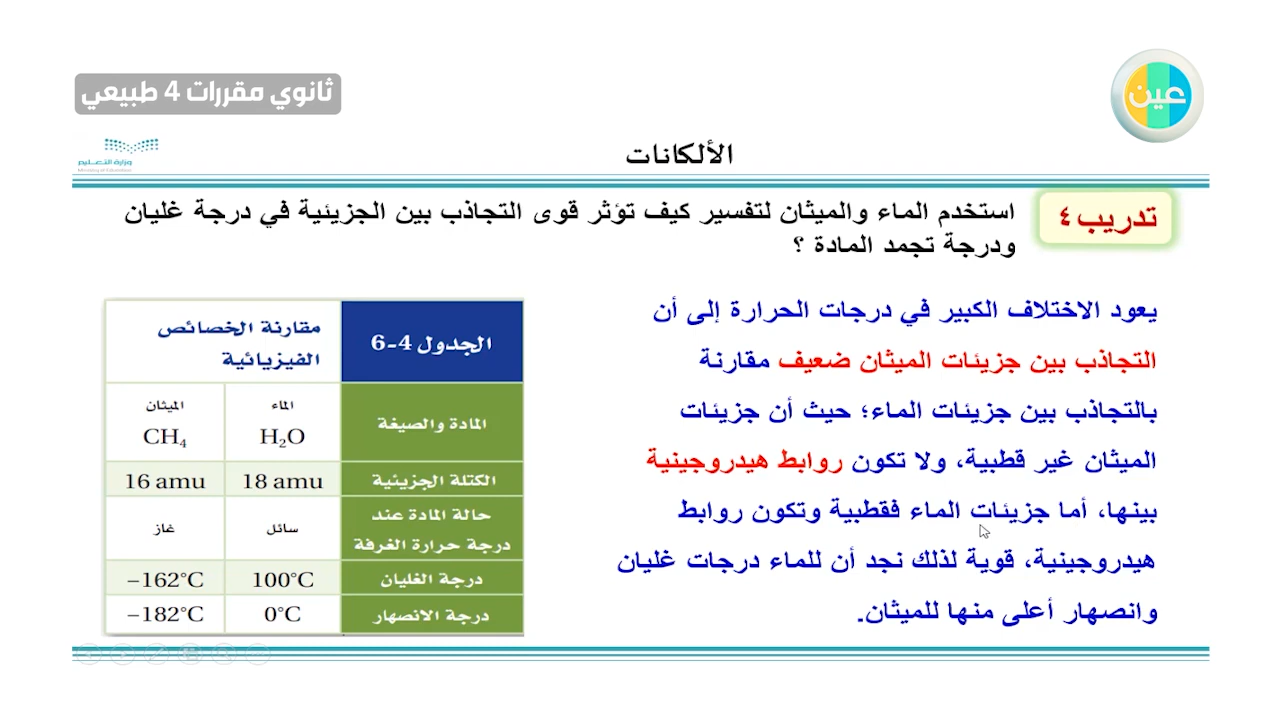 ثانوي مقررات 4 طبيعي
عين
وزارة التعليم
Ministry of Education
الألكانات
تدريب ٤
استخدم الماء والميثان لتفسير كيف تؤثر قوى التجاذب بين الجزيئية في درجة غليان
ودرجة تجمد المادة ؟
يعود الاختلاف الكبير في درجات الحرارة إلى أن
التجاذب بين جزيئات الميثان ضعيف مقارنة
بالتجاذب بين جزيئات الماء؛ حيث أن جزيئات
الميثان غير قطبية، ولا تكون روابط هيدروجينية
بينها، أما جزيئات الماء فقطبية وتكون روابط
هيدروجينية، قوية لذلك نجد أن للماء درجات غليان
وانصهار أعلى منها للميثان.
الجدول 4-6
مقارنة الخصائص
الفيزيائية
المادة والصيغة
الماء
H₂O
الميثان
CH₄
الكتلة الجزيئية 18 amu 16 amu
حالة المادة عند
درجة حرارة الغرفة
سائل
غاز
درجة الغليان 100°C −162°C
درجة الانصهار 0°C −182°C